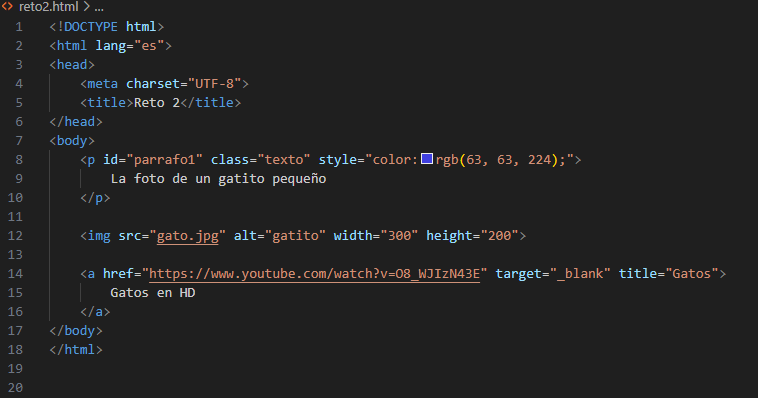 reto2.html > ...
1 <!DOCTYPE html>
2 <html lang="es">
3 <head>
4     <meta charset="UTF-8">
5     <title>Reto 2</title>
6 </head>
7 <body>
8     <p id="parrafo1" class="texto" style="color:rgb(63, 63, 224);">
9         La foto de un gatito pequeño
10     </p>
11
12     <img src="gato.jpg" alt="gatito" width="300" height="200">
13
14     <a href="https://www.youtube.com/watch?v=O8_WJIzN43E" target="_blank" title="Gatos">
15         Gatos en HD
16     </a>
17 </body>
18 </html>
19
20